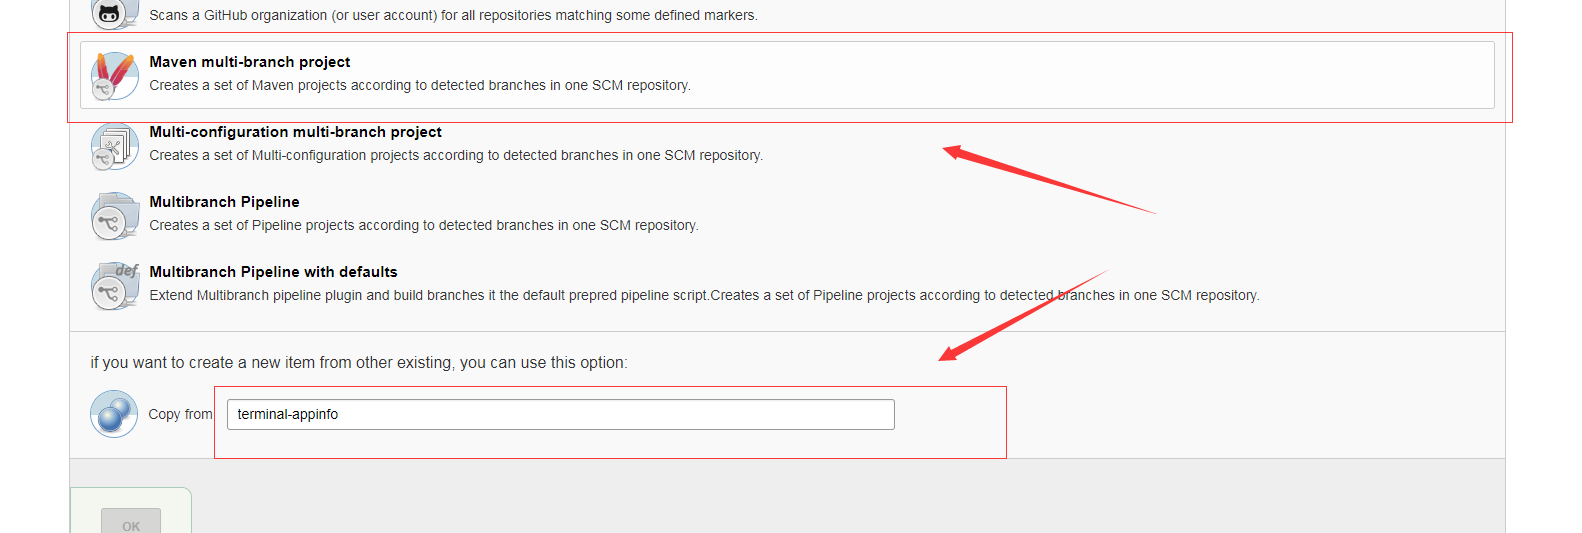 Scans a GitHub organization (or user account) for all repositories matching some defined markers.
Maven multi-branch project
Creates a set of Maven projects according to detected branches in one SCM repository.
Multi-configuration multi-branch project
Creates a set of Multi-configuration projects according to detected branches in one SCM repository.
Multibranch Pipeline
Creates a set of Pipeline projects according to detected branches in one SCM repository.
def
Multibranch Pipeline with defaults
Extend Multibranch pipeline plugin and build branches it the default prepred pipeline script.Creates a set of Pipeline projects according to detected branches in one SCM repository.
if you want to create a new item from other existing, you can use this option:
Copy from terminal-appinfo
OK